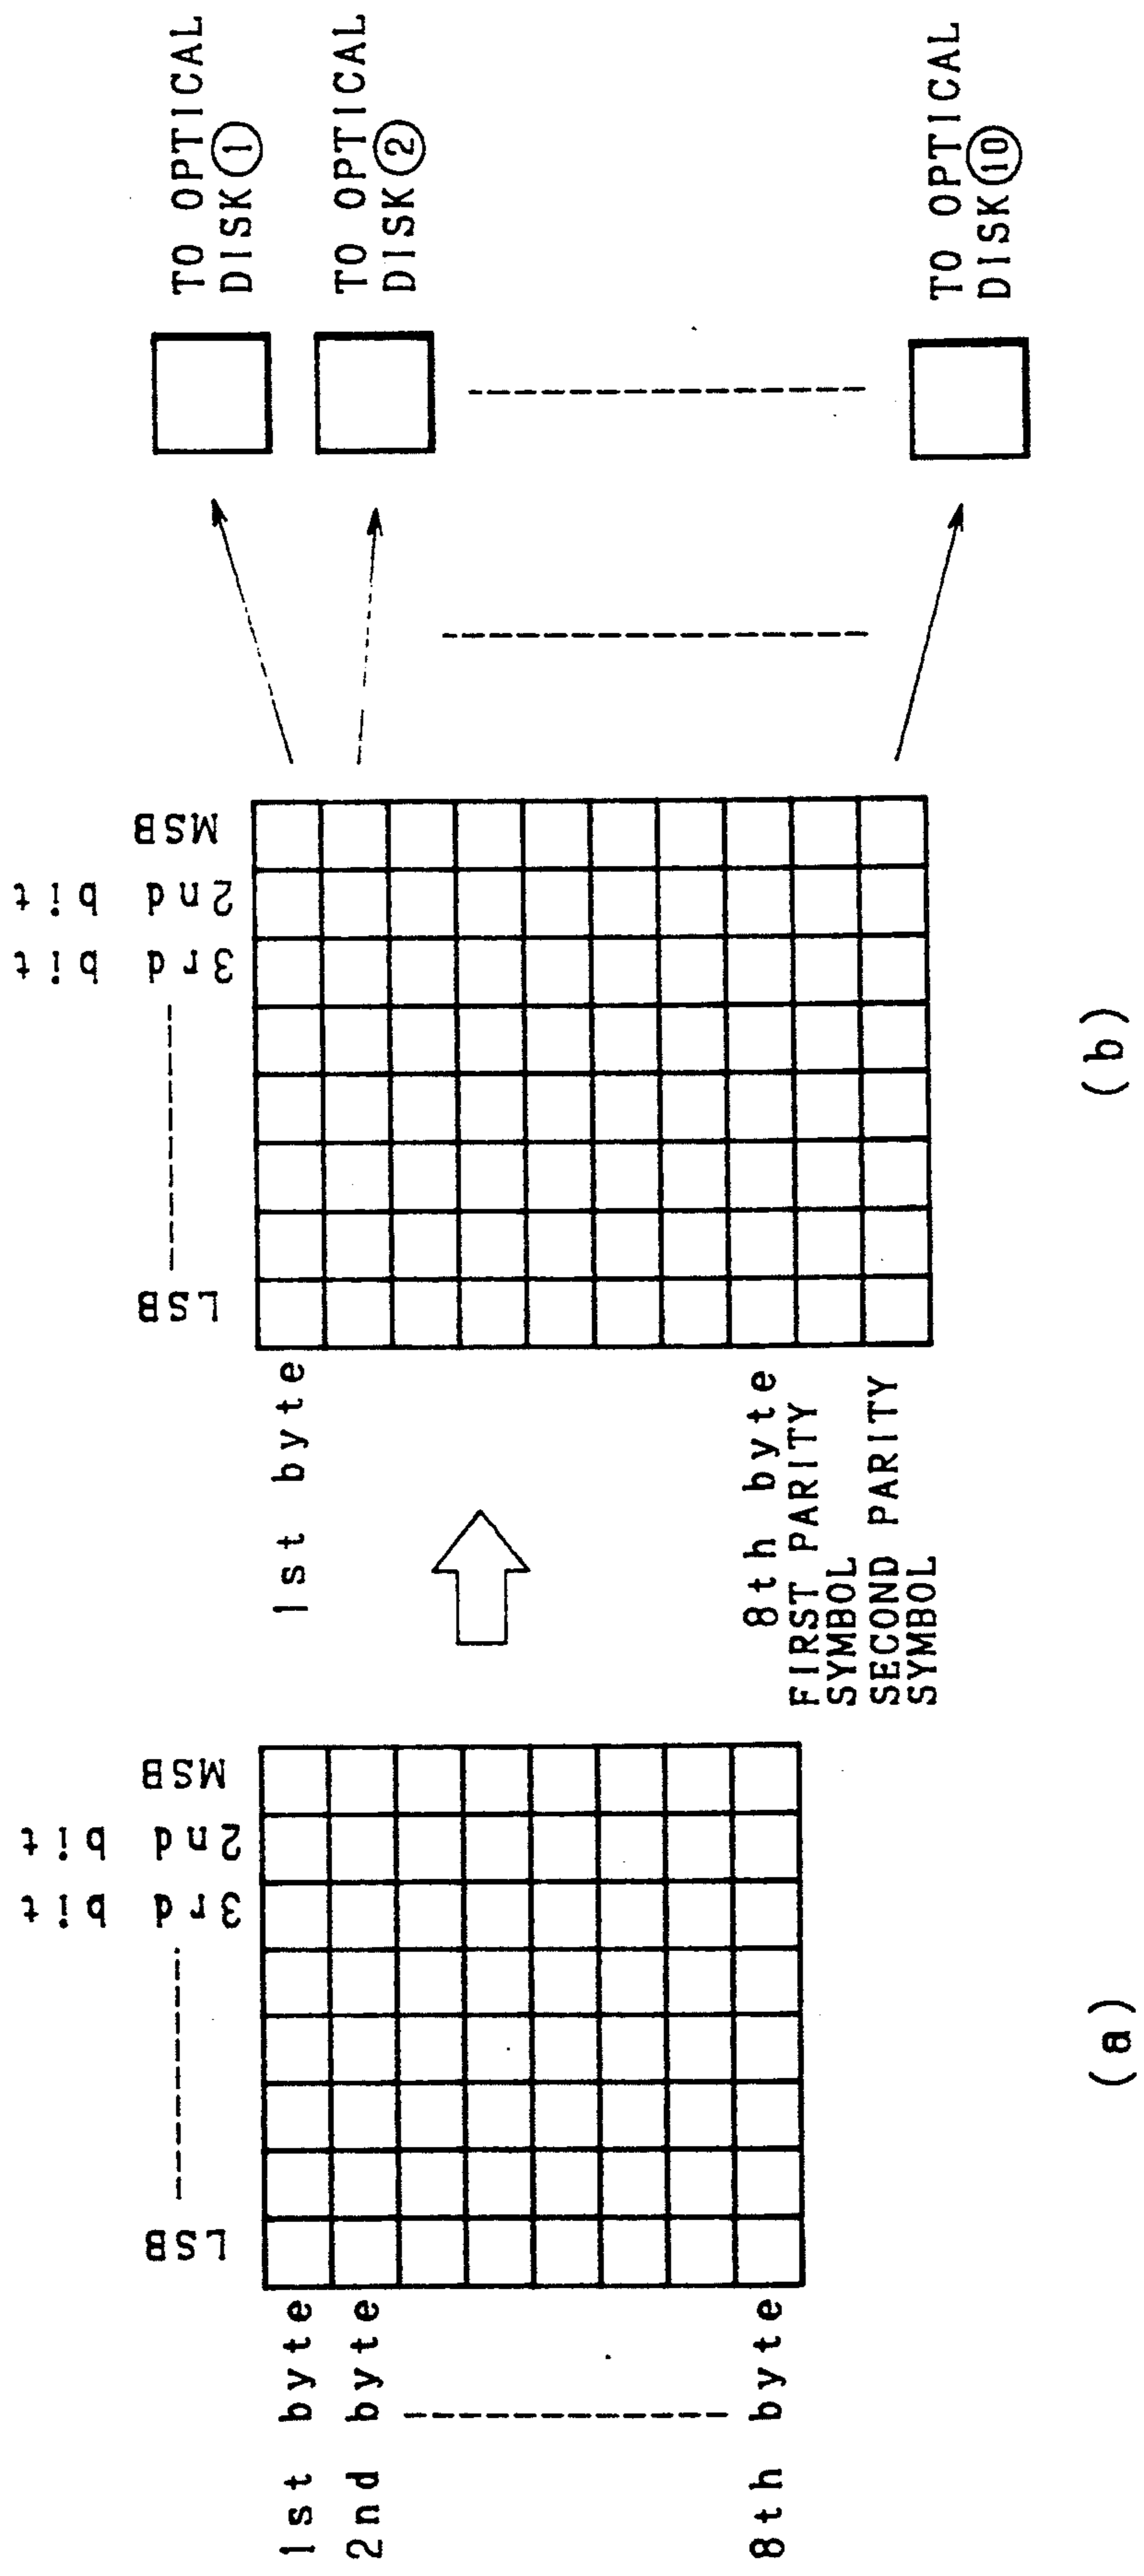 LSB
3rd bit
2nd bit
MSB
1st byte
2nd byte
8th byte
(a)
LSB
3rd bit
2nd bit
MSB
1st byte
8th byte
FIRST PARITY
SYMBOL
SECOND PARITY
SYMBOL
(b)
TO OPTICAL
DISK①
TO OPTICAL
DISK②
TO OPTICAL
DISK⑩